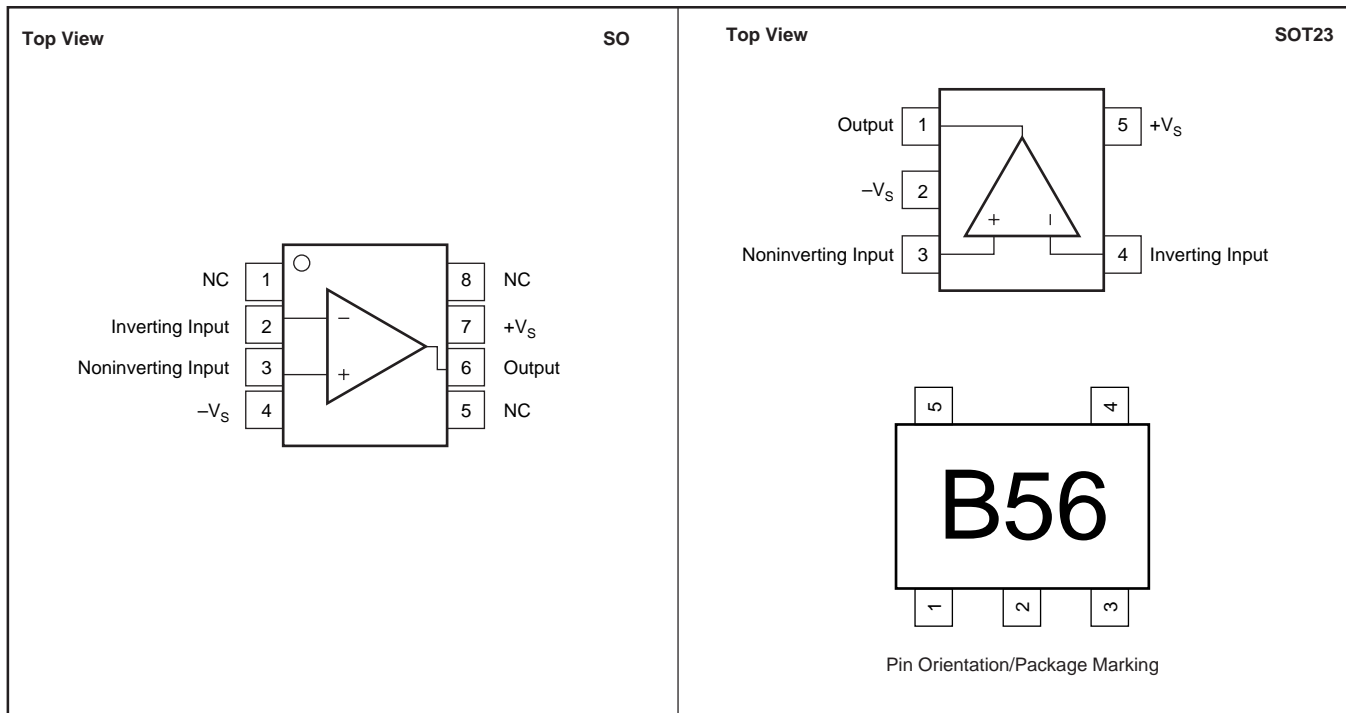 Top View SO
NC 1 8 NC
Inverting Input 2 − 7 +VS
Noninverting Input 3 + 6 Output
–VS 4 5 NC
Top View SOT23
Output 1 5 +VS
–VS 2
Noninverting Input 3 + − 4 Inverting Input
5 4
B56
1 2 3
Pin Orientation/Package Marking